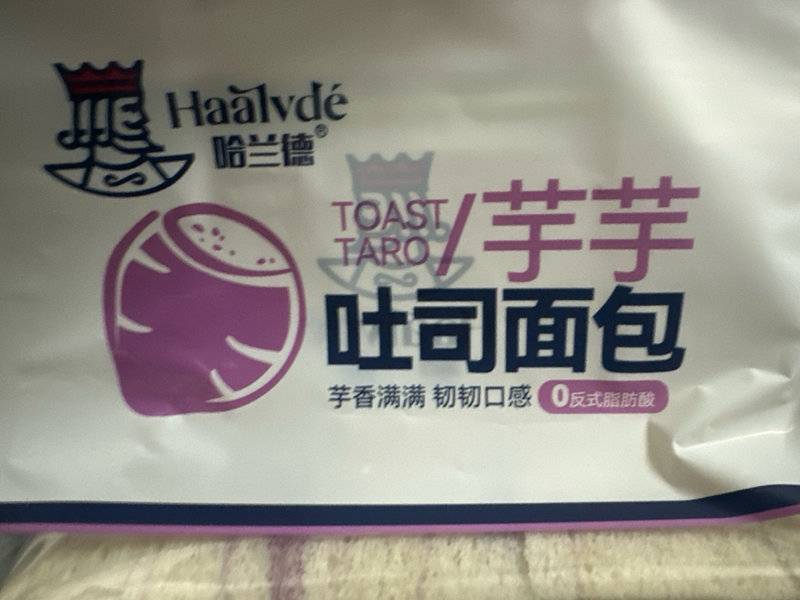 Haalvdé
哈兰德®
TOAST
TARO
/芋芋
吐司面包
芋香满满 韧韧口感 0反式脂肪酸